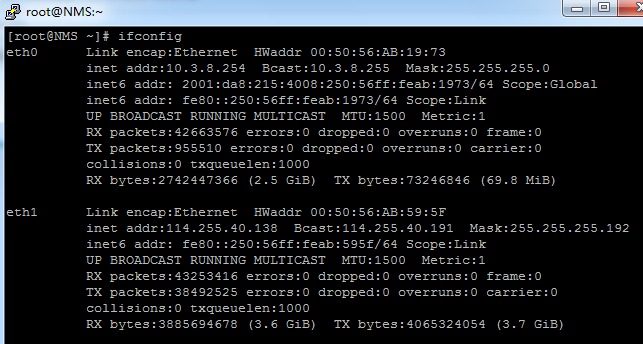 root@NMS:~
[root@NMS ~]# ifconfig
eth0      Link encap:Ethernet  HWaddr 00:50:56:AB:19:73
          inet addr:10.3.8.254  Bcast:10.3.8.255  Mask:255.255.255.0
          inet6 addr: 2001:da8:215:4008:250:56ff:feab:1973/64 Scope:Global
          inet6 addr: fe80::250:56ff:feab:1973/64 Scope:Link
          UP BROADCAST RUNNING MULTICAST  MTU:1500  Metric:1
          RX packets:42663576 errors:0 dropped:0 overruns:0 frame:0
          TX packets:955510 errors:0 dropped:0 overruns:0 carrier:0
          collisions:0 txqueuelen:1000
          RX bytes:2742447366 (2.5 GiB)  TX bytes:73246846 (69.8 MiB)
eth1      Link encap:Ethernet  HWaddr 00:50:56:AB:59:5F
          inet addr:114.255.40.138  Bcast:114.255.40.191  Mask:255.255.255.192
          inet6 addr: fe80::250:56ff:feab:595f/64 Scope:Link
          UP BROADCAST RUNNING MULTICAST  MTU:1500  Metric:1
          RX packets:43253416 errors:0 dropped:0 overruns:0 frame:0
          TX packets:38492525 errors:0 dropped:0 overruns:0 carrier:0
          collisions:0 txqueuelen:1000
          RX bytes:3885694678 (3.6 GiB)  TX bytes:4065324054 (3.7 GiB)